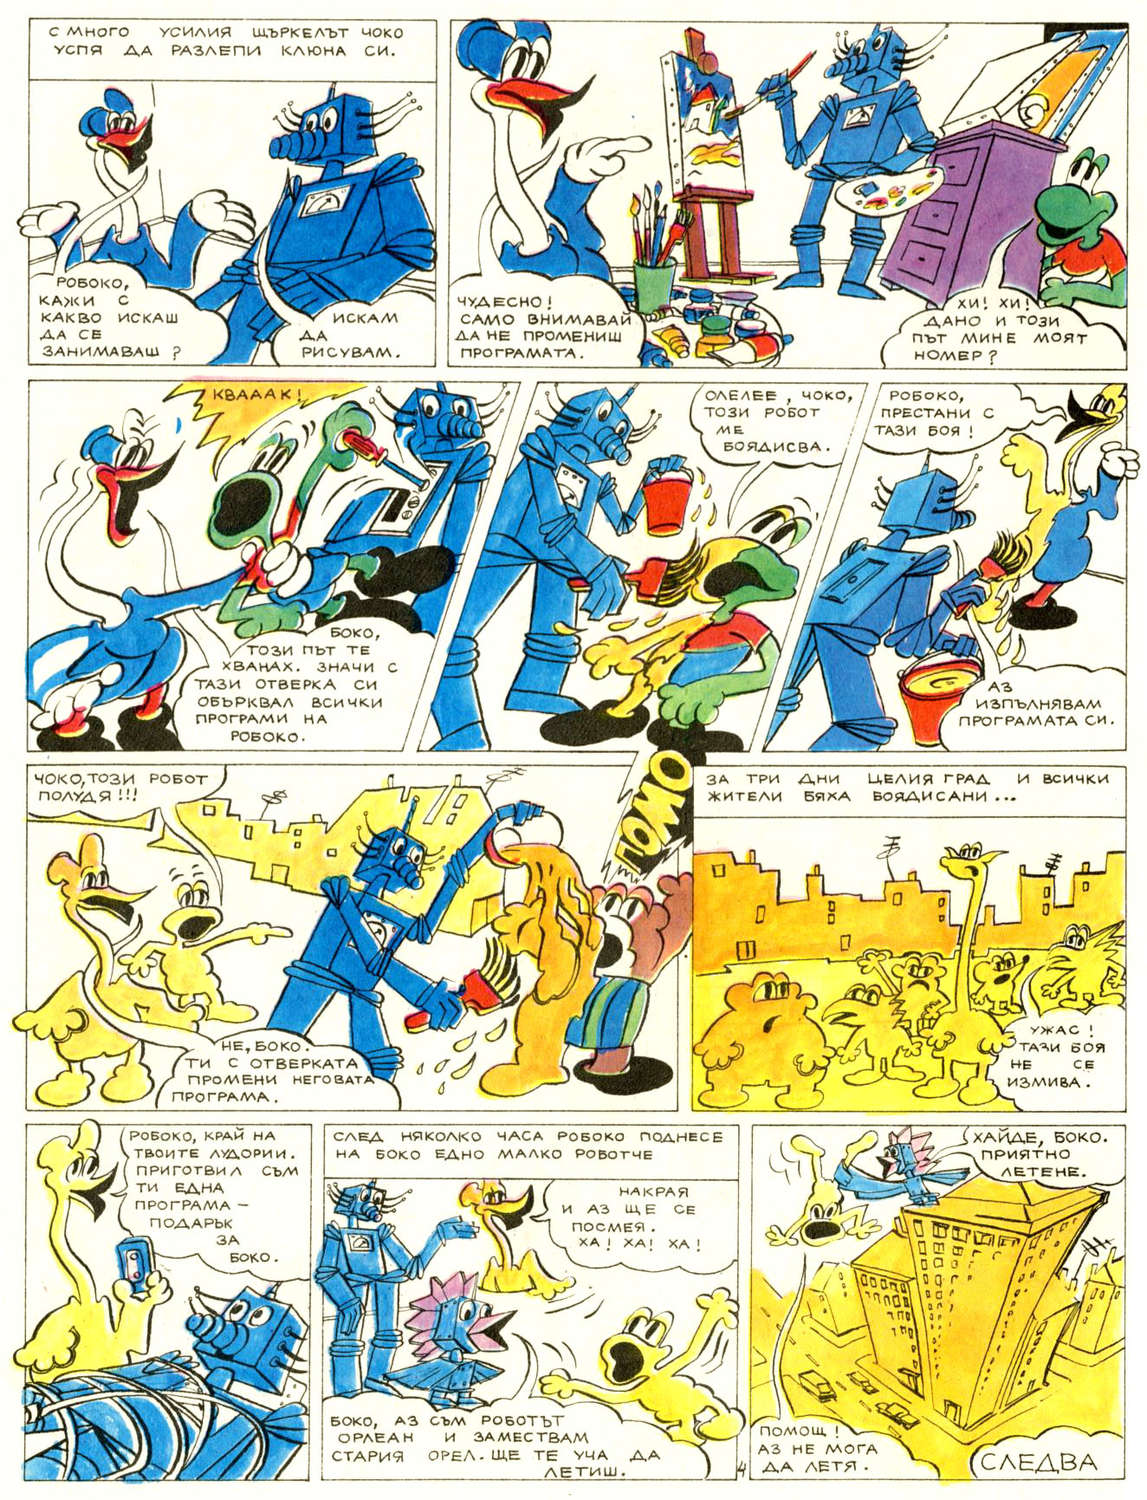 С МНОГО УСИЛИЯ ЩЪРКЕЛЪТ ЧОКО
УСПЯ ДА РАЗЛЕПИ КЛЮНА СИ.
РОБОКО,
КАЖИ С
КАКВО ИСКАШ
ДА СЕ
ЗАНИМАВАШ?
ИСКАМ
ДА
РИСУВАМ.
ЧУДЕСНО!
САМО ВНИМАВАЙ
ДА НЕ ПРОМЕНИШ
ПРОГРАМАТА.
ХИ! ХИ!
ДАНО И ТОЗИ
ПЪТ МИНЕ МОЯТ
НОМЕР?
КВАААК!
БОКО,
ТОЗИ ПЪТ ТЕ
ХВАНАХ. ЗНАЧИ С
ТАЗИ ОТВЕРКА СИ
ОБЪРКВАЛ ВСИЧКИ
ПРОГРАМИ НА
РОБОКО.
ОЛЕЛЕЕ, ЧОКО,
ТОЗИ РОБОТ
МЕ
БОЯДИСВА.
РОБОКО,
ПРЕСТАНИ С
ТАЗИ БОЯ!
АЗ
ИЗПЪЛНЯВАМ
ПРОГРАМАТА СИ.
ЧОКО, ТОЗИ РОБОТ
ПОЛУДЯ!!!
НЕ, БОКО.
ТИ С ОТВЕРКАТА
ПРОМЕНИ НЕГОВАТА
ПРОГРАМА.
ПОМОЩ!
ЗА ТРИ ДНИ ЦЕЛИЯ ГРАД И ВСИЧКИ
ЖИТЕЛИ БЯХА БОЯДИСАНИ...
УЖАС!
ТАЗИ БОЯ
НЕ СЕ
ИЗМИВА.
РОБОКО, КРАЙ НА
ТВОИТЕ ЛУДОРИИ.
ПРИГОТВИЛ СЪМ
ТИ ЕДНА
ПРОГРАМА –
ПОДАРЪК
ЗА
БОКО.
СЛЕД НЯКОЛКО ЧАСА РОБОКО ПОДНЕСЕ
НА БОКО ЕДНО МАЛКО РОБОТЧЕ
НАКРАЯ
И АЗ ЩЕ СЕ
ПОСМЕЯ.
ХА! ХА! ХА!
БОКО, АЗ СЪМ РОБОТЪТ
ОРЛЕАН И ЗАМЕСТВАМ
СТАРИЯ ОРЕЛ. ЩЕ ТЕ УЧА ДА
ЛЕТИШ.
4
ХАЙДЕ, БОКО.
ПРИЯТНО
ЛЕТЕНЕ.
ПОМОЩ!
АЗ НЕ МОГА
ДА ЛЕТЯ.
СЛЕДВА